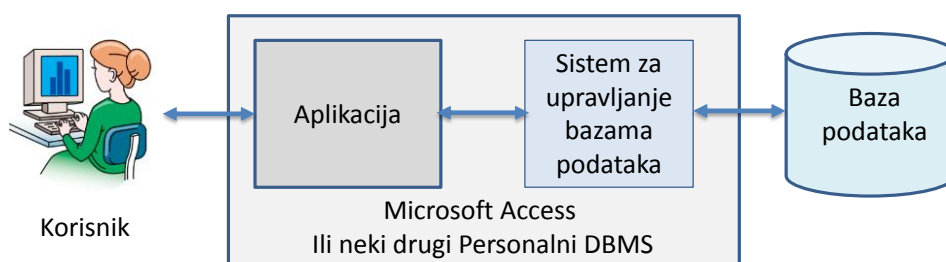 Korisnik
Aplikacija
Sistem za
upravljanje
bazama
podataka
Microsoft Access
Ili neki drugi Personalni DBMS
Baza
podataka